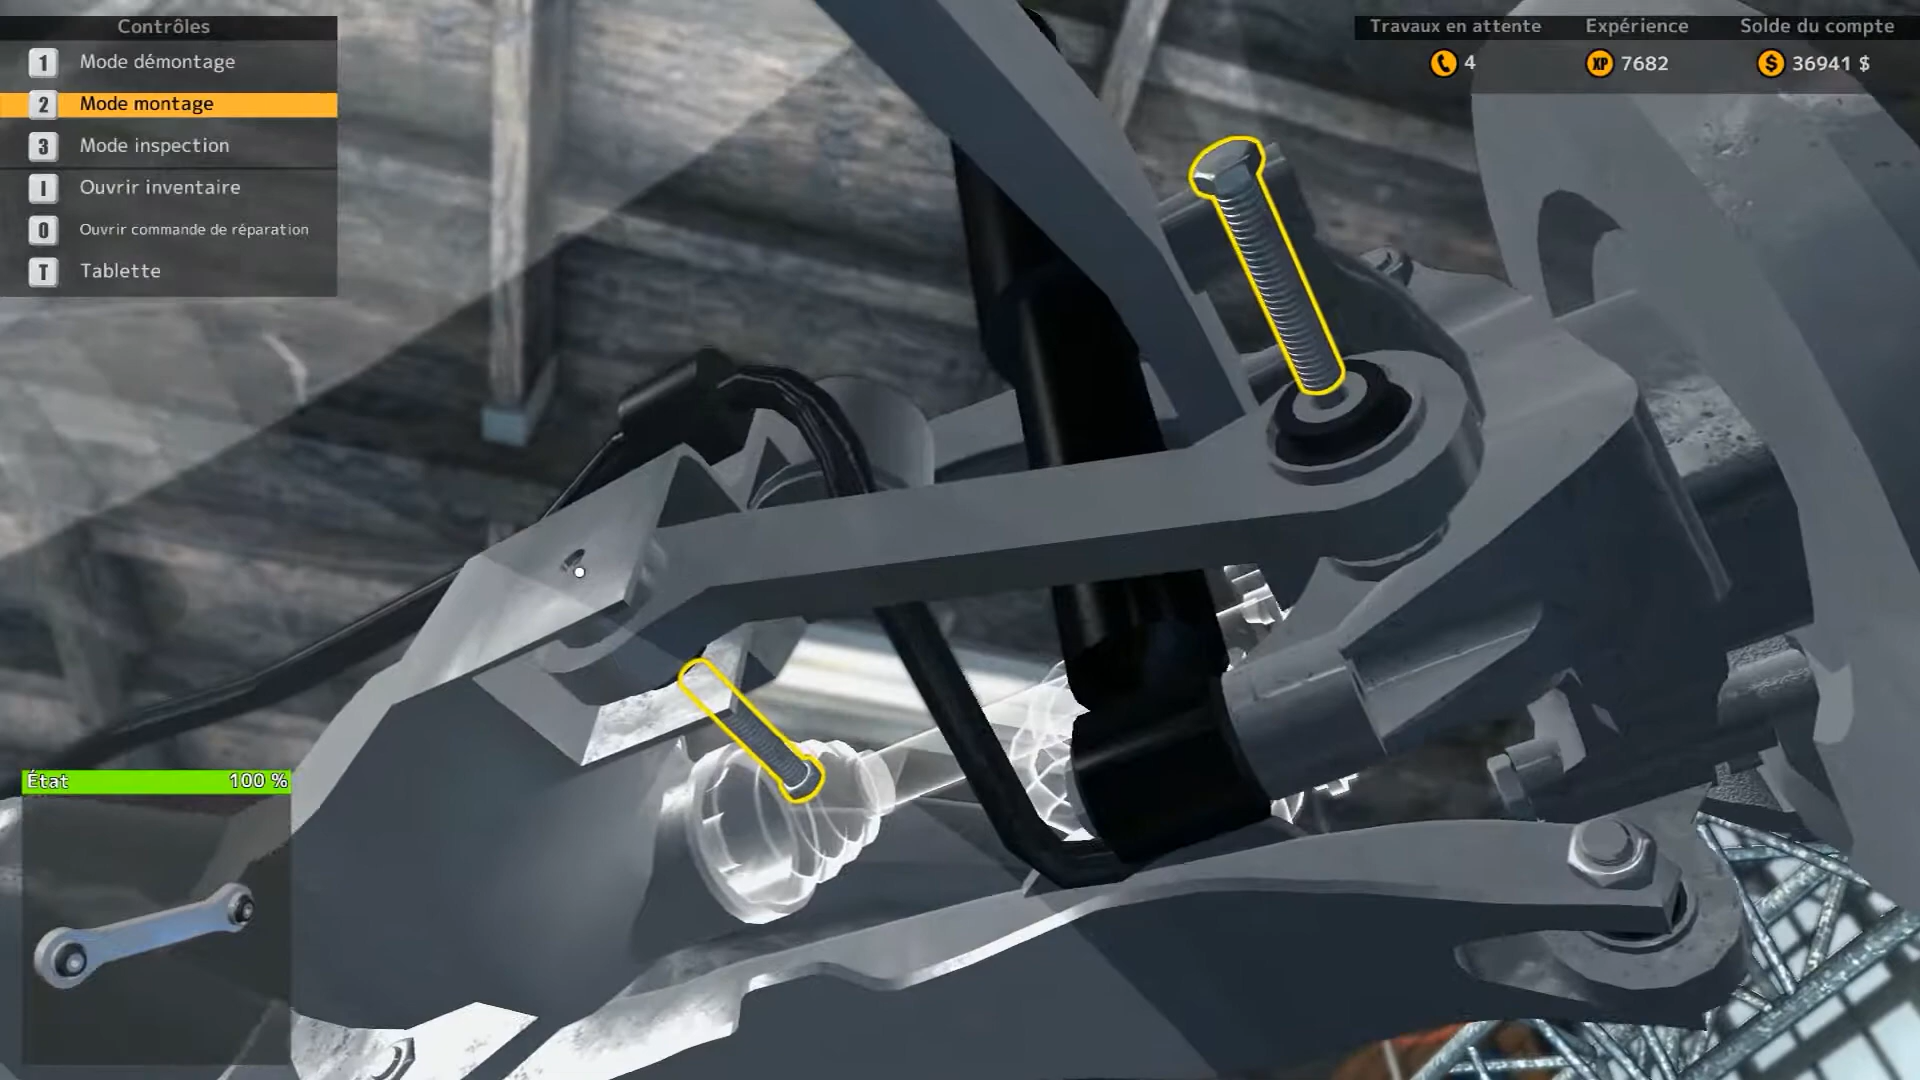 Contrôles
1 Mode démontage
2 Mode montage
3 Mode inspection
I Ouvrir inventaire
O Ouvrir commande de réparation
T Tablette
Travaux en attente Expérience Solde du compte
4 XP 7682 $ 36941 $
État 100 %